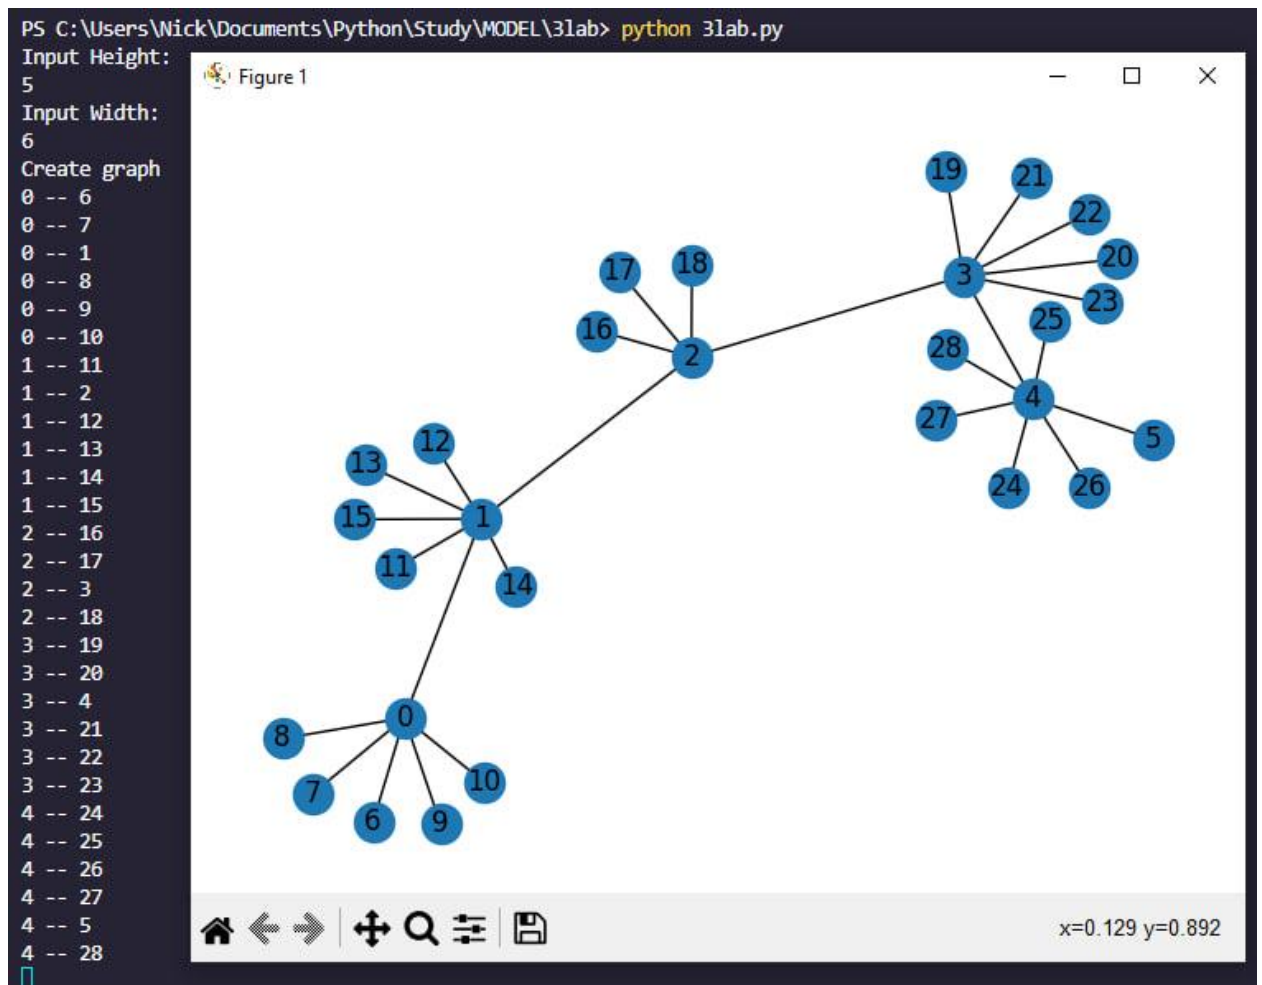 PS C:\Users\Nick\Documents\Python\Study\MODEL\3lab> python 3lab.py
Input Height:
5
Input Width:
6
Create graph
0 -- 6
0 -- 7
0 -- 1
0 -- 8
0 -- 9
0 -- 10
1 -- 11
1 -- 2
1 -- 12
1 -- 13
1 -- 14
1 -- 15
2 -- 16
2 -- 17
2 -- 3
2 -- 18
3 -- 19
3 -- 20
3 -- 4
3 -- 21
3 -- 22
3 -- 23
4 -- 24
4 -- 25
4 -- 26
4 -- 27
4 -- 5
4 -- 28
Figure 1
19
21
22
20
18
17
3
23
25
16
28
2
4
27
5
12
13
24
26
15
1
11
14
0
8
10
7
6
9
x=0.129 y=0.892